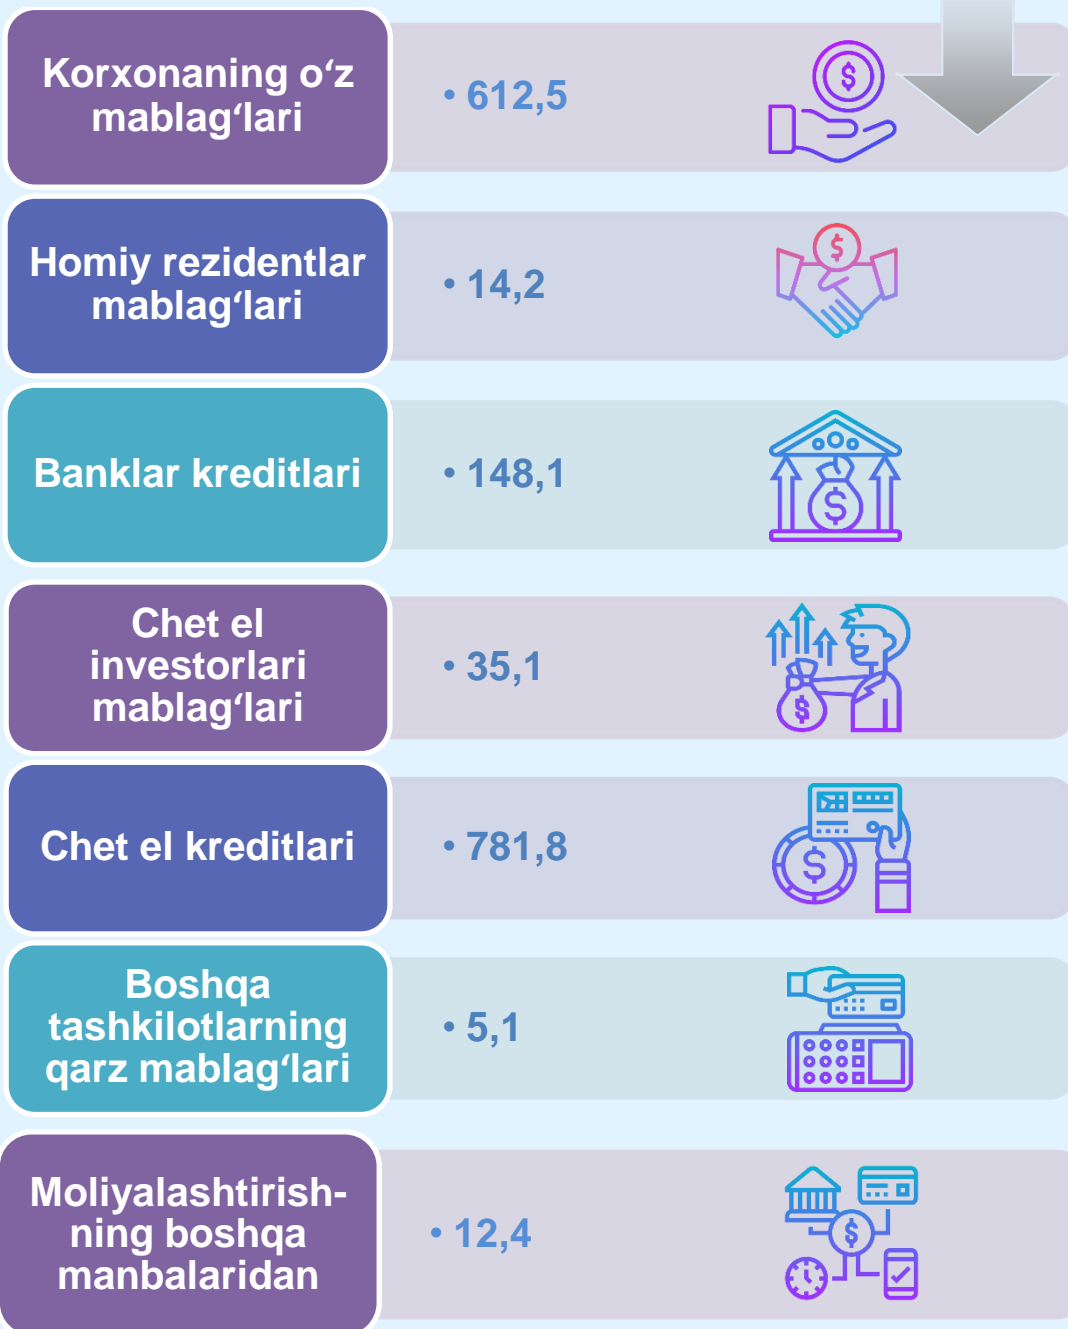 Korxonaning o‘z
mablag‘lari
• 612,5
Homiy rezidentlar
mablag‘lari
• 14,2
Banklar kreditlari
• 148,1
Chet el
investorlari
mablag‘lari
• 35,1
Chet el kreditlari
• 781,8
Boshqa
tashkilotlarning
qarz mablag‘lari
• 5,1
Moliyalashtirish-
ning boshqa
manbalaridan
• 12,4